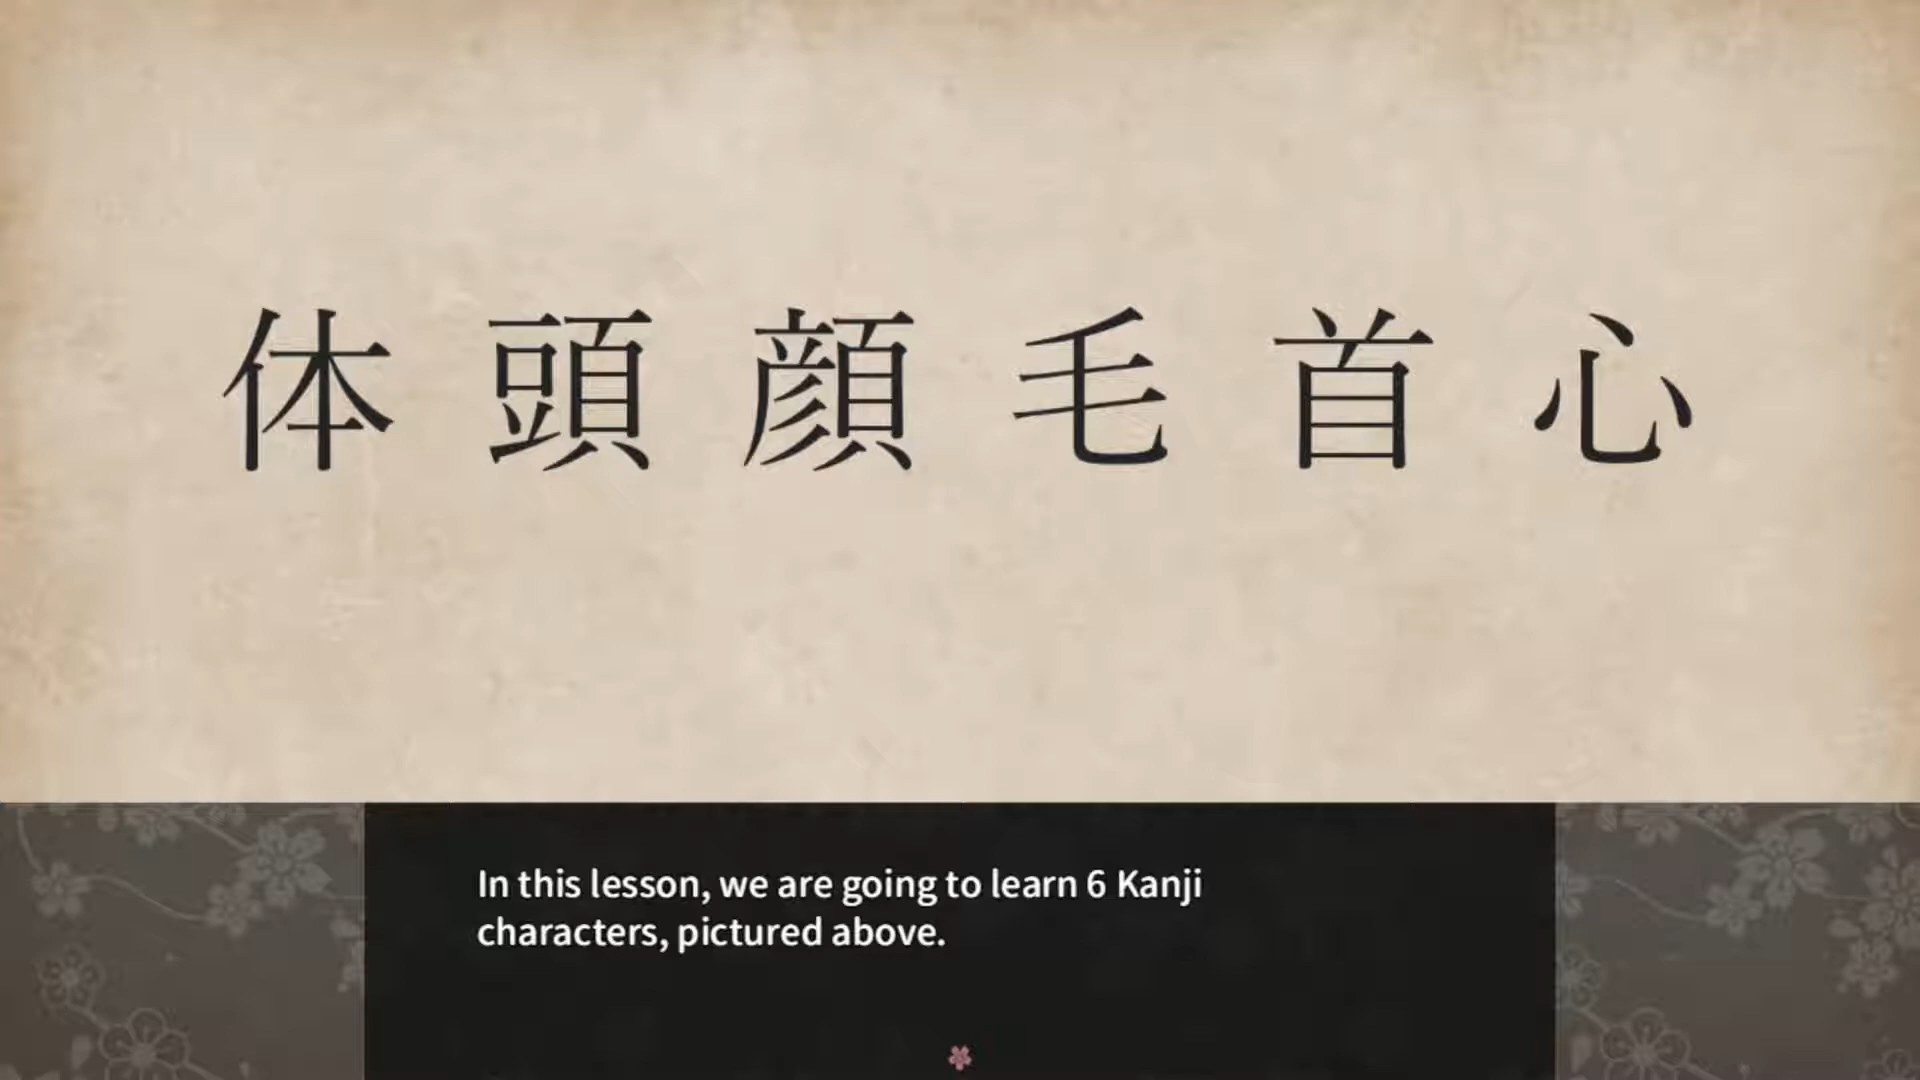 体 頭 顔 毛 首 心
In this lesson, we are going to learn 6 Kanji
characters, pictured above.